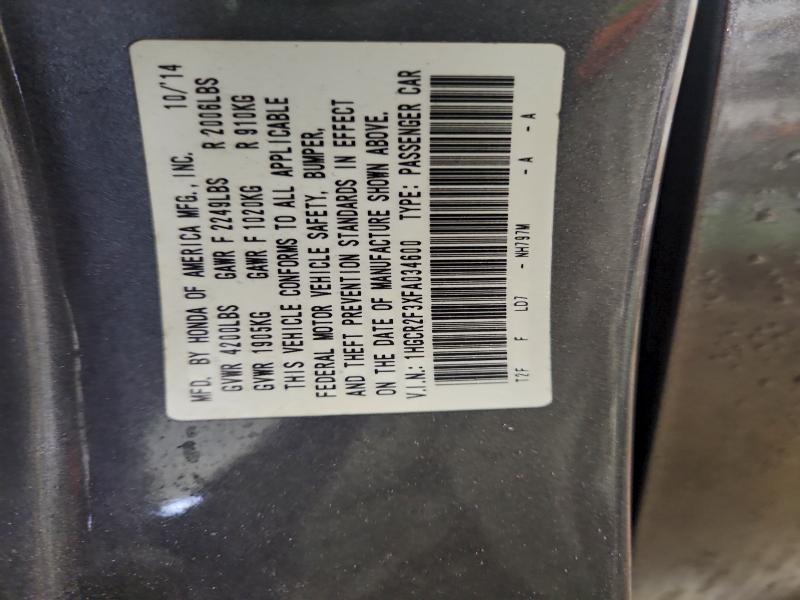 MFD. BY HONDA OF AMERICA MFG., INC. 10/'14
GVWR 4200LBS GAWR F 2249LBS R 2006LBS
GVWR 1905KG GAWR F 1020KG R 910KG
THIS VEHICLE CONFORMS TO ALL APPLICABLE
FEDERAL MOTOR VEHICLE SAFETY, BUMPER,
AND THEFT PREVENTION STANDARDS IN EFFECT
ON THE DATE OF MANUFACTURE SHOWN ABOVE.
V.I.N.: 1HGCR2F3XFA034600 TYPE: PASSENGER CAR
T2F F LD7 - NH797M - A - A